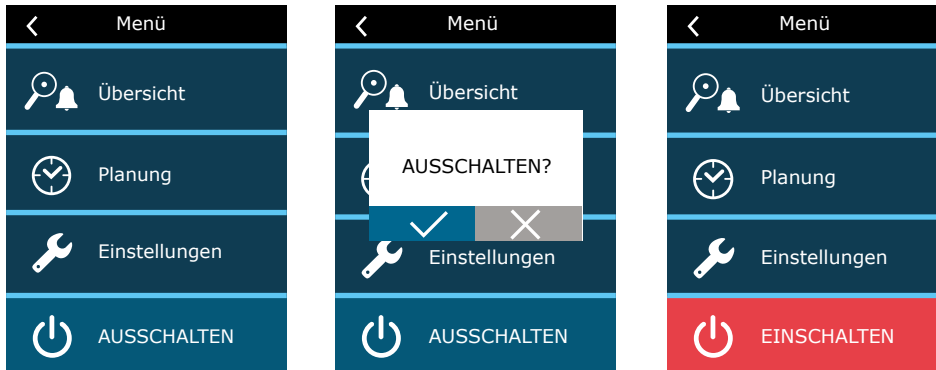 Menü
Übersicht
Planung
Einstellungen
AUSSCHALTEN
Menü
Übersicht
AUSSCHALTEN?
Einstellungen
AUSSCHALTEN
Menü
Übersicht
Planung
Einstellungen
EINSCHALTEN